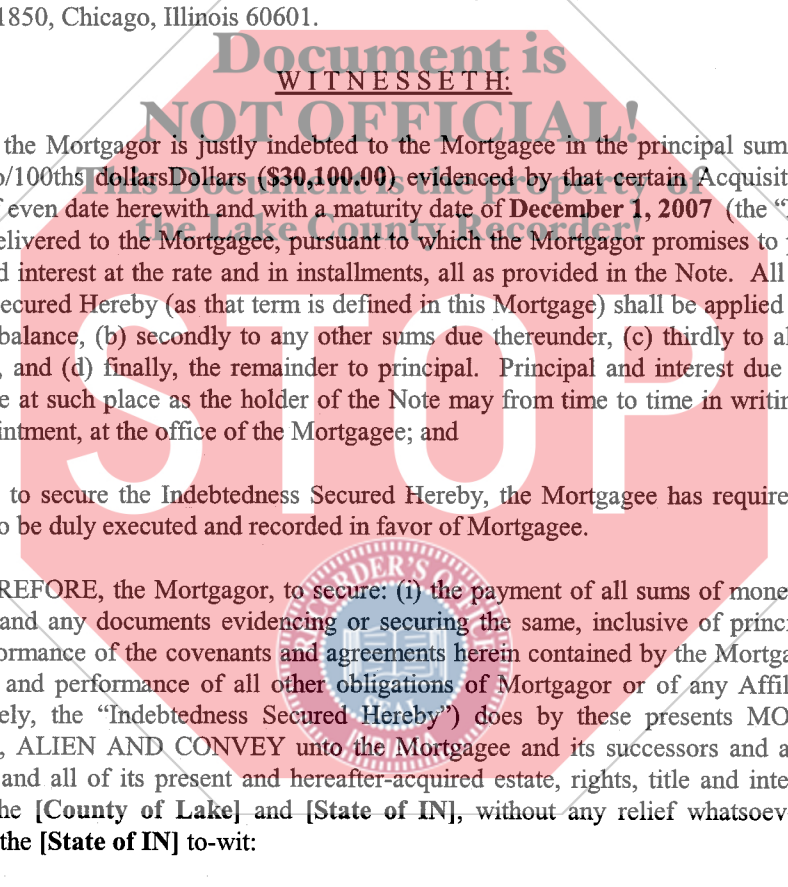 1850, Chicago, Illinois 60601.
Document is
WITNESSETH:
NOT OFFICIAL!
the Mortgagor is justly indebted to the Mortgagee in the principal sum
o/100ths dollarsDollars ($30,100.00) evidenced by that certain Acquisit
This Document is the property of
f even date herewith and with a maturity date of December 1, 2007 (the “
the Lake County Recorder!
elivered to the Mortgagee, pursuant to which the Mortgagor promises to
d interest at the rate and in installments, all as provided in the Note. All
ecured Hereby (as that term is defined in this Mortgage) shall be applied
balance, (b) secondly to any other sums due thereunder, (c) thirdly to al
, and (d) finally, the remainder to principal. Principal and interest due
e at such place as the holder of the Note may from time to time in writin
intment, at the office of the Mortgagee; and
STOP
to secure the Indebtedness Secured Hereby, the Mortgagee has require
o be duly executed and recorded in favor of Mortgagee.
REFORE, the Mortgagor, to secure: (i) the payment of all sums of mone
and any documents evidencing or securing the same, inclusive of princi
ormance of the covenants and agreements herein contained by the Mortga
and performance of all other obligations of Mortgagor or of any Affil
ely, the “Indebtedness Secured Hereby”) does by these presents MO
, ALIEN AND CONVEY unto the Mortgagee and its successors and a
and all of its present and hereafter-acquired estate, rights, title and inte
he [County of Lake] and [State of IN], without any relief whatsoev
the [State of IN] to-wit: